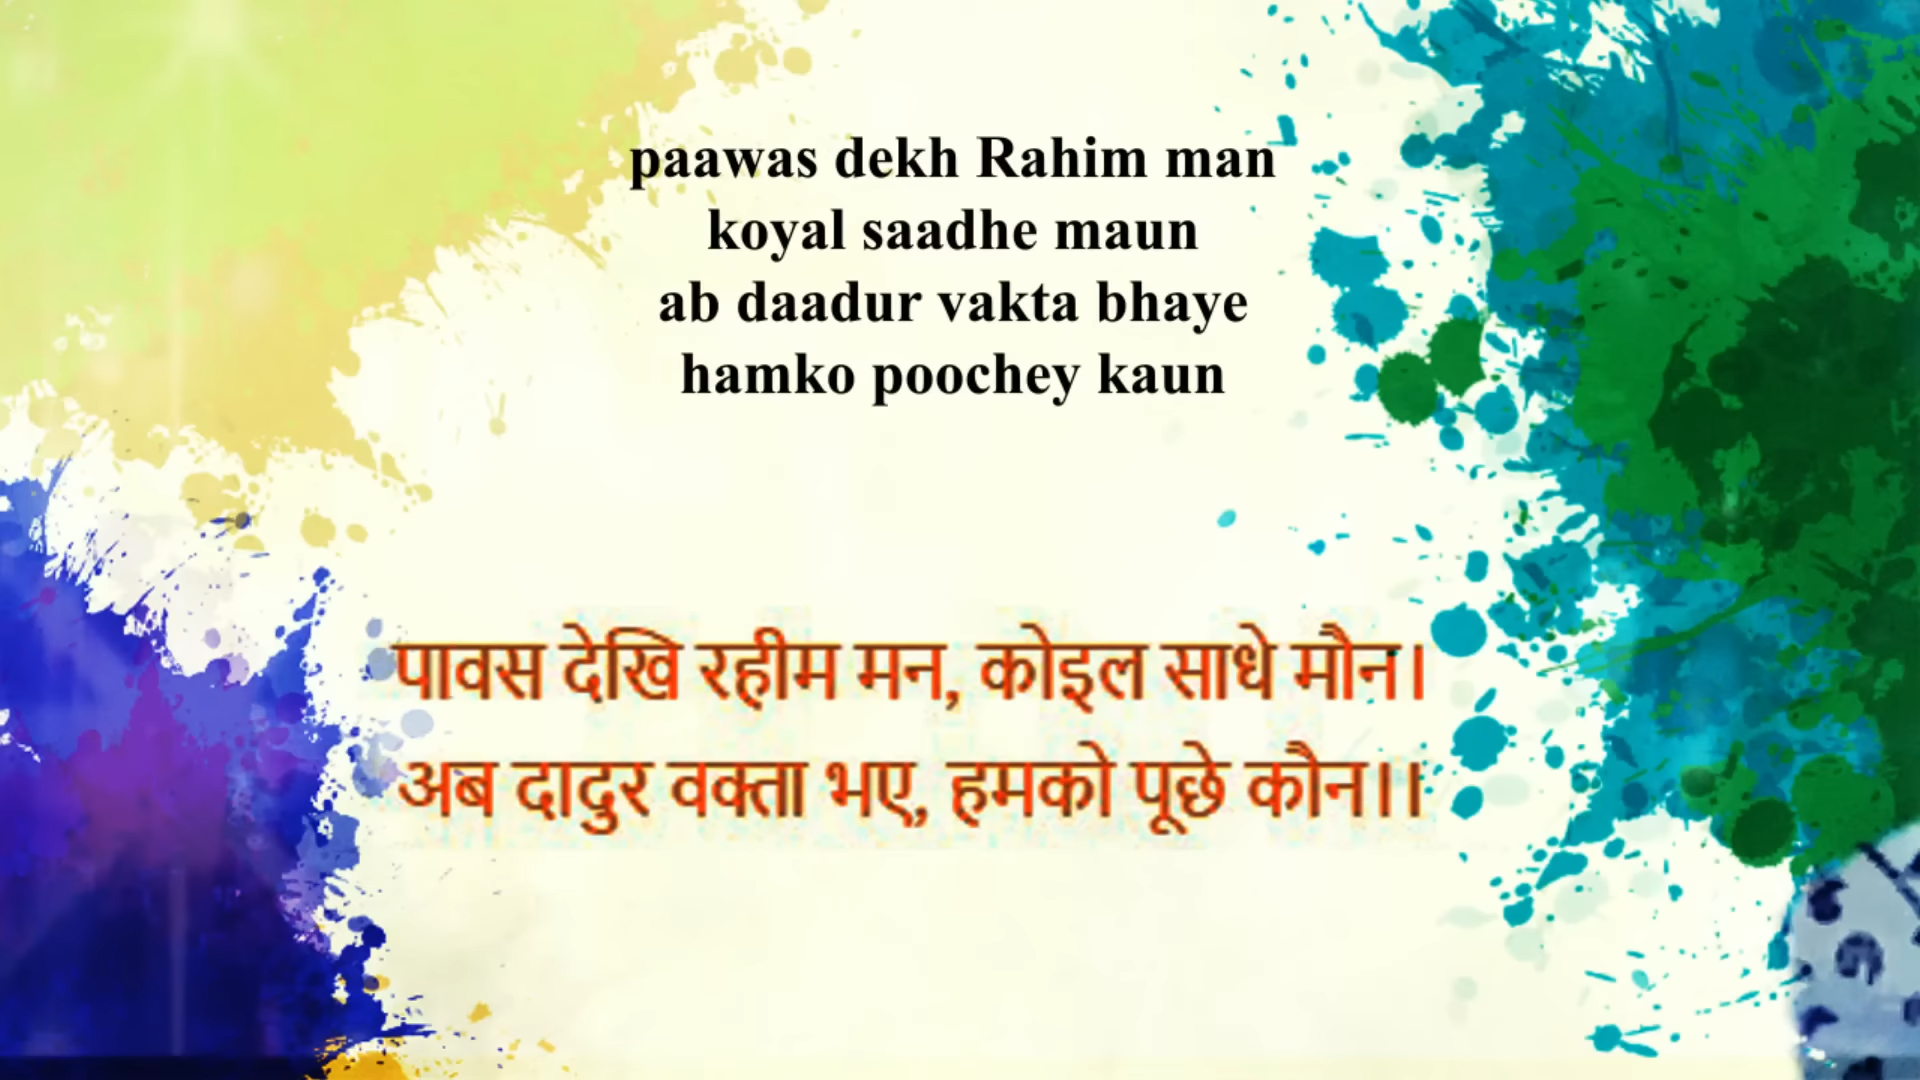 paawas dekh Rahim man
koyal saadhe maun
ab daadur vakta bhaye
hamko poochey kaun
पावस देखि रहीम मन, कोइल साधे मौन।
अब दादुर वक्ता भए, हमको पूछे कौन।।